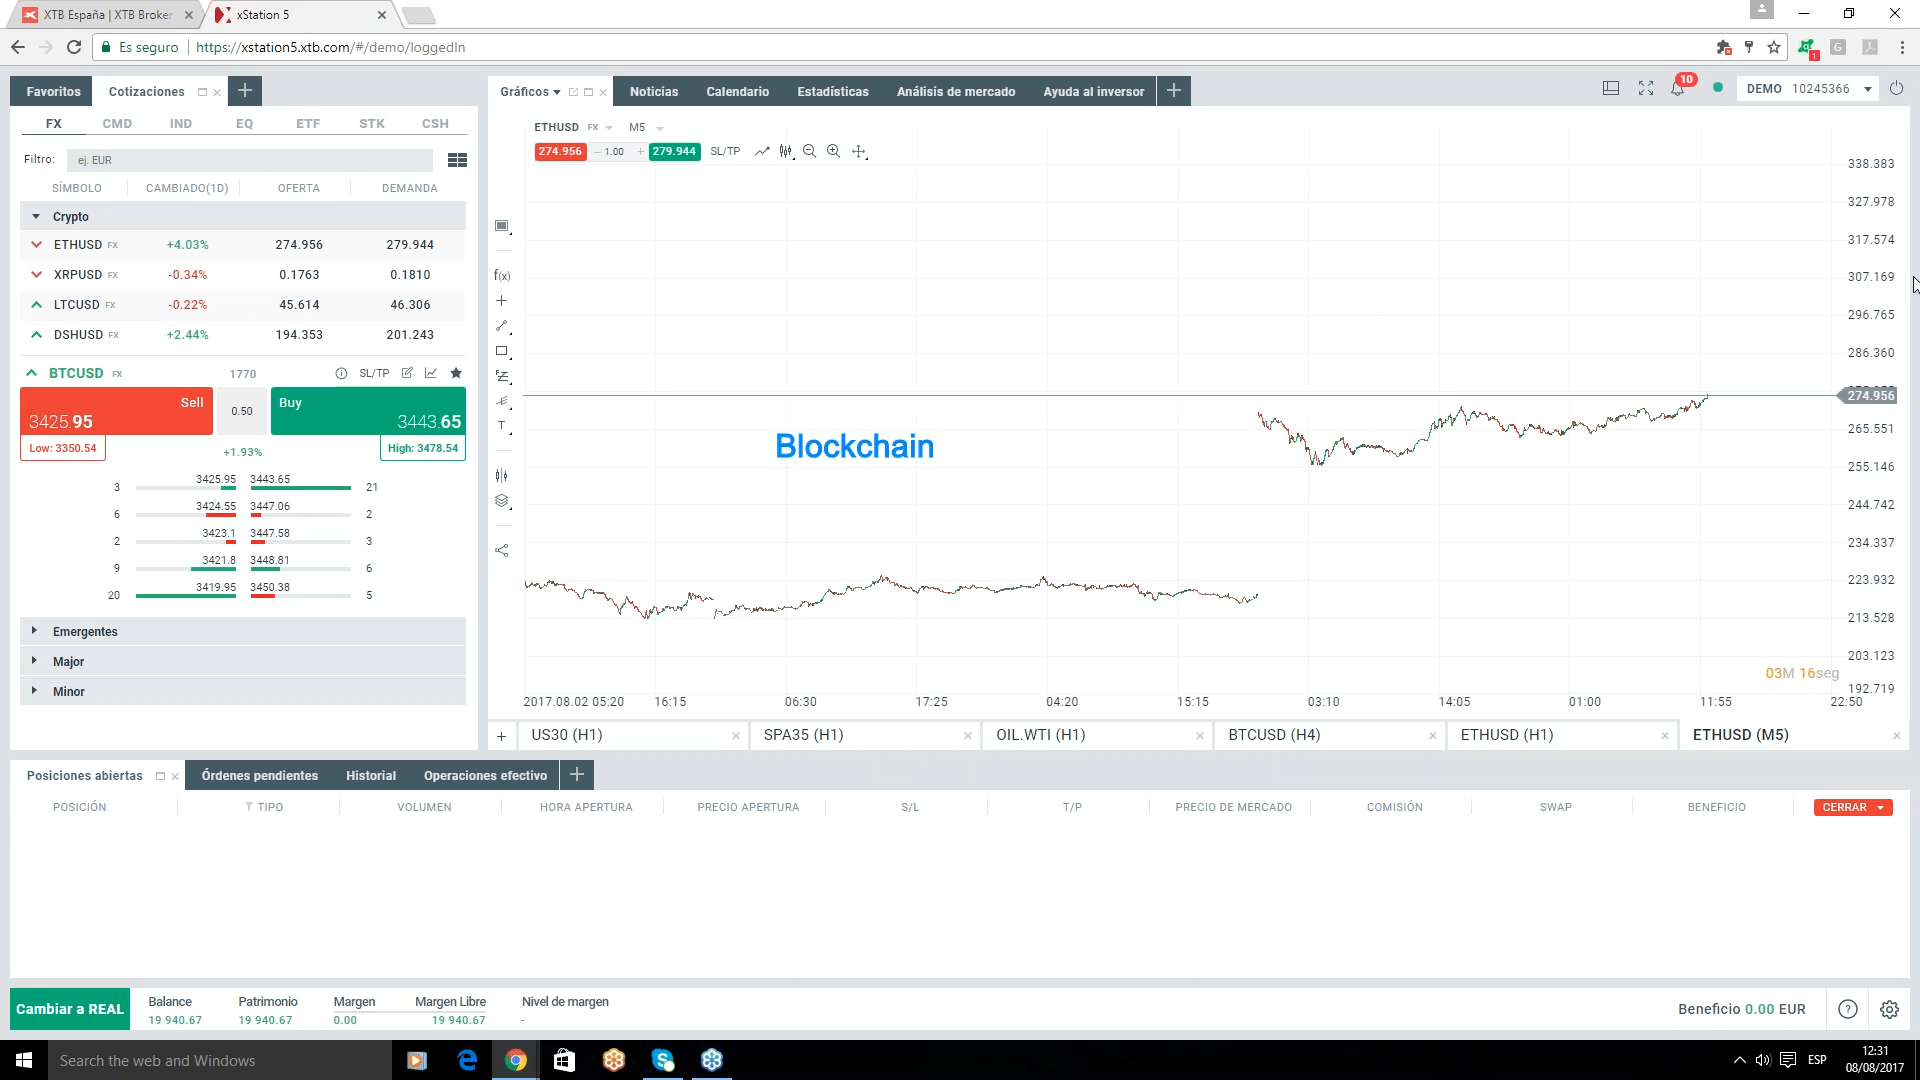 XTB España | XTB Broker
xStation 5
Es seguro
https://xstation5.xtb.com/#/demo/loggedIn
1
G
Favoritos
Cotizaciones
Gráficos
Noticias
Calendario
Estadísticas
Análisis de mercado
Ayuda al inversor
10
DEMO 10245366
FX CMD IND EQ ETF STK CSH
Filtro: ej. EUR
SÍMBOLO CAMBIADO(1D) OFERTA DEMANDA
Crypto
ETHUSD FX +4.03% 274.956 279.944
XRPUSD FX -0.34% 0.1763 0.1810
LTCUSD FX -0.22% 45.614 46.306
DSHUSD FX +2.44% 194.353 201.243
BTCUSD FX 1770 SL/TP
Sell 0.50 Buy
3425.95 3443.65
Low: 3350.54 +1.93% High: 3478.54
3 3425.95 3443.65 21
6 3424.55 3447.06 2
2 3423.1 3447.58 3
9 3421.8 3448.81 6
20 3419.95 3450.38 5
Emergentes
Major
Minor
ETHUSD FX M5
274.956 – 1.00 + 279.944 SL/TP
f(x)
T
Blockchain
338.383
327.978
317.574
307.169
296.765
286.360
274.956
265.551
255.146
244.742
234.337
223.932
213.528
203.123
192.719
03M 16seg
2017.08.02 05:20 16:15 06:30 17:25 04:20 15:15 03:10 14:05 01:00 11:55 22:50
US30 (H1) SPA35 (H1) OIL.WTI (H1) BTCUSD (H4) ETHUSD (H1) ETHUSD (M5)
Posiciones abiertas Órdenes pendientes Historial Operaciones efectivo
POSICIÓN TIPO VOLUMEN HORA APERTURA PRECIO APERTURA S/L T/P PRECIO DE MERCADO COMISIÓN SWAP BENEFICIO CERRAR
Cambiar a REAL
Balance Patrimonio Margen Margen Libre Nivel de margen
19 940.67 19 940.67 0.00 19 940.67 -
Beneficio 0.00 EUR
?
Search the web and Windows
ESP
12:31
08/08/2017